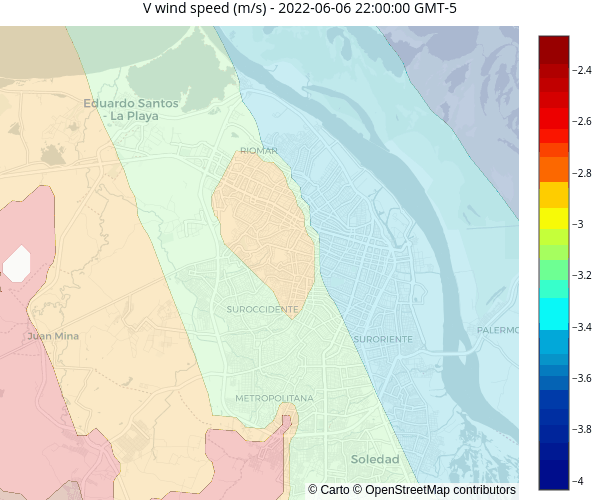 V wind speed (m/s) - 2022-06-06 22:00:00 GMT-5
−2.4
−2.6
−2.8
−3
−3.2
−3.4
−3.6
−3.8
−4
Eduardo Santos
- La Playa
RIOMAR
SUROCCIDENTE
PALERMO
Juan Mina
SURORIENTE
METROPOLITANA
Soledad
© Carto © OpenStreetMap contributors